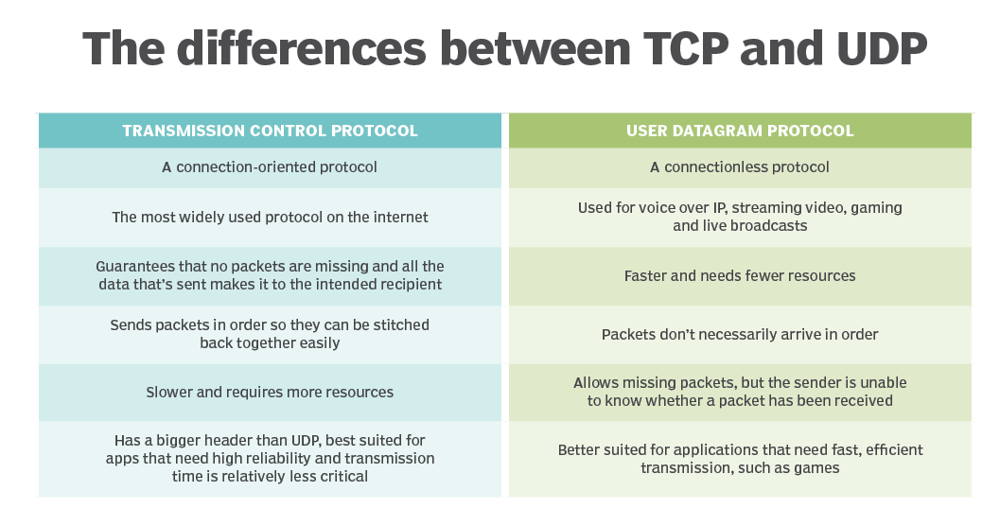 The differences between TCP and UDP
TRANSMISSION CONTROL PROTOCOL
USER DATAGRAM PROTOCOL
A connection-oriented protocol
A connectionless protocol
The most widely used protocol on the internet
Used for voice over IP, streaming video, gaming
and live broadcasts
Guarantees that no packets are missing and all the
data that’s sent makes it to the intended recipient
Faster and needs fewer resources
Sends packets in order so they can be stitched
back together easily
Packets don’t necessarily arrive in order
Slower and requires more resources
Allows missing packets, but the sender is unable
to know whether a packet has been received
Has a bigger header than UDP, best suited for
apps that need high reliability and transmission
time is relatively less critical
Better suited for applications that need fast, efficient
transmission, such as games